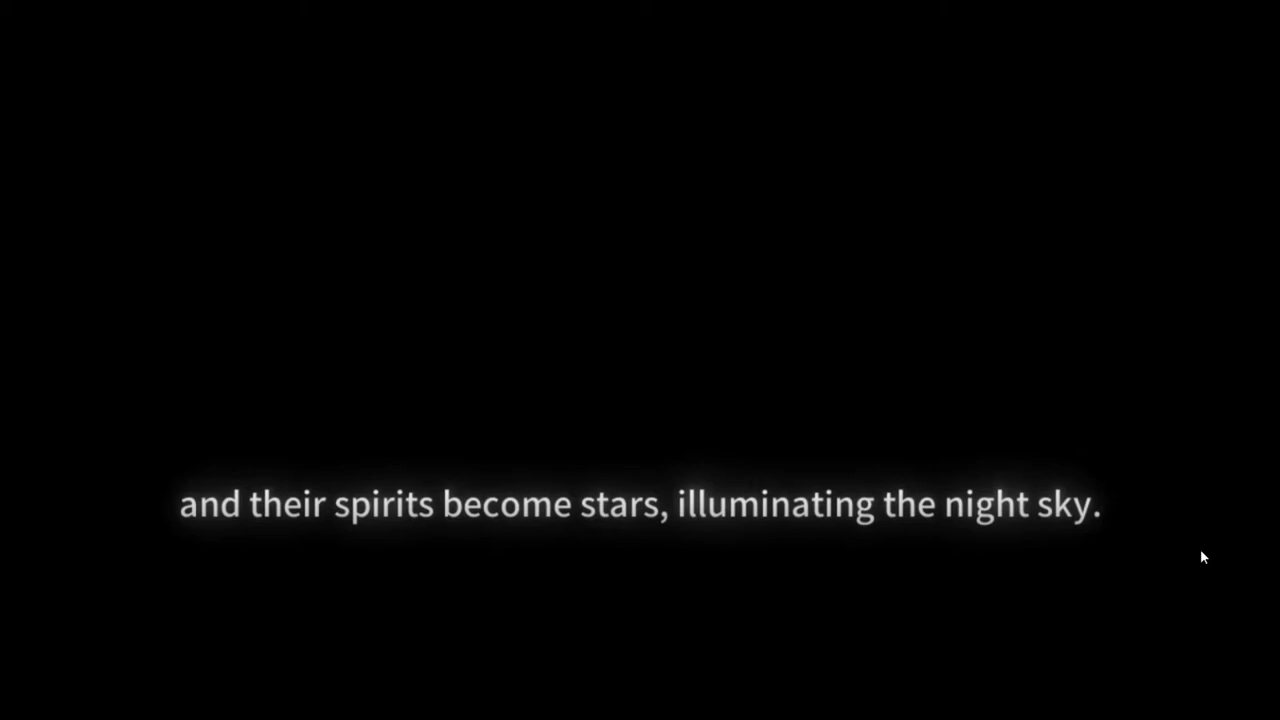 and their spirits become stars, illuminating the night sky.